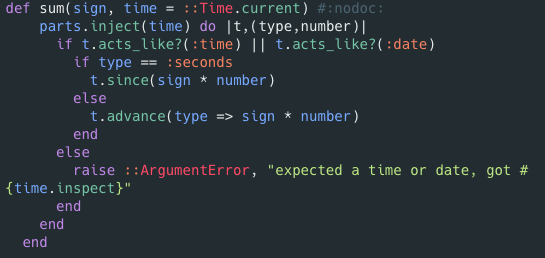 def sum(sign, time = ::Time.current) #:nodoc:
    parts.inject(time) do |t,(type,number)|
      if t.acts_like?(:time) || t.acts_like?(:date)
        if type == :seconds
          t.since(sign * number)
        else
          t.advance(type => sign * number)
        end
      else
        raise ::ArgumentError, "expected a time or date, got #
{time.inspect}"
      end
    end
  end